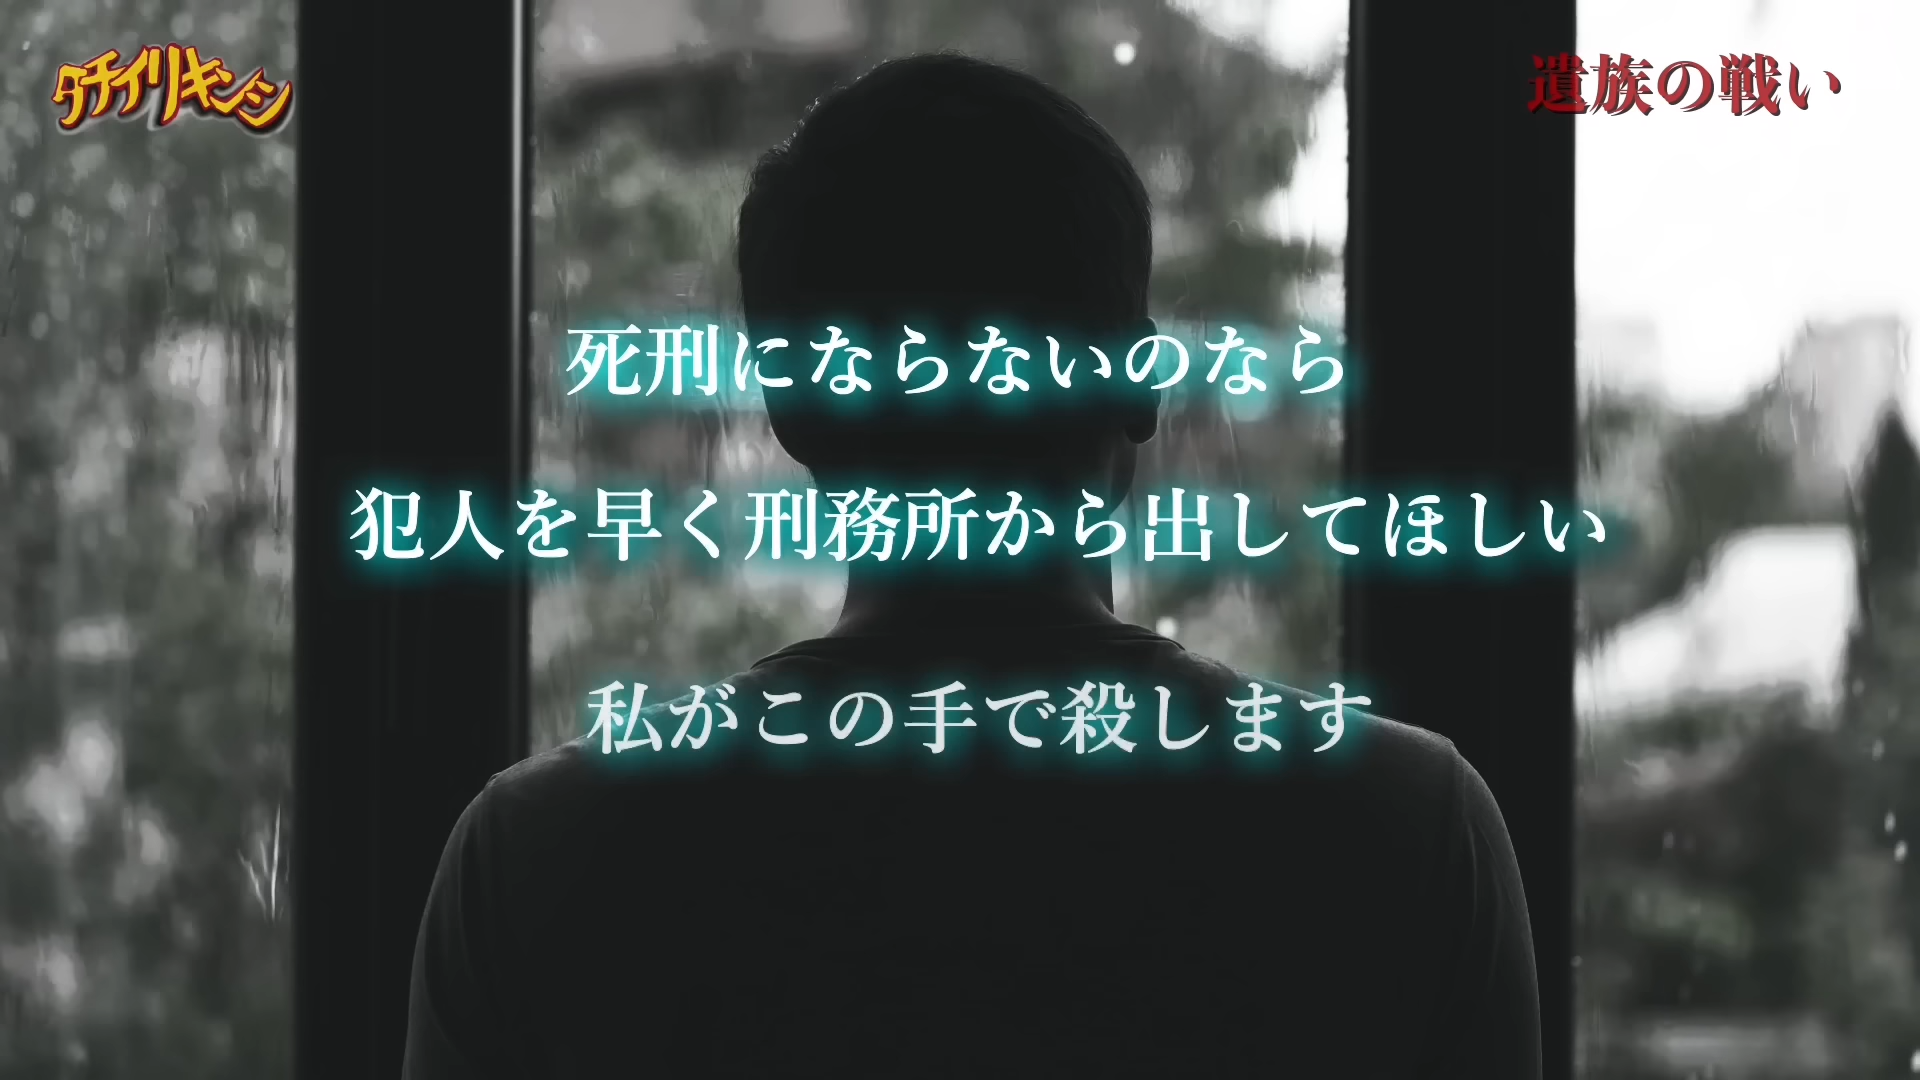 タチイリキンシ
遺族の戦い
死刑にならないのなら
犯人を早く刑務所から出してほしい
私がこの手で殺します